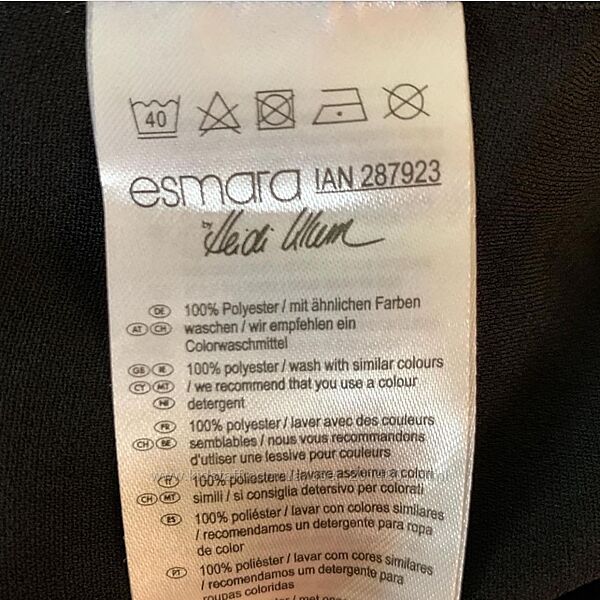 40
esmara IAN 287923
by Heidi Klum
DE 100% Polyester / mit ähnlichen Farben
AT CH waschen / wir empfehlen ein
Colorwaschmittel
GB IE 100% polyester / wash with similar colours
CY MT / we recommend that you use a colour
NI detergent
FR 100% polyester / laver avec des couleurs
CH BE semblables / nous vous recommandons
d'utliser une lessive pour couleurs
IT 100% poliestere / lavare assieme a colori
CH MT simili / si consiglia detersivo per colorati
ES 100% poliéster / lavar con colores similares
/ recomendamos un detergente para ropa
de color
PT 100% poliéster / lavar com cores similares
/ recomendamos um detergente para
roupas coloridas